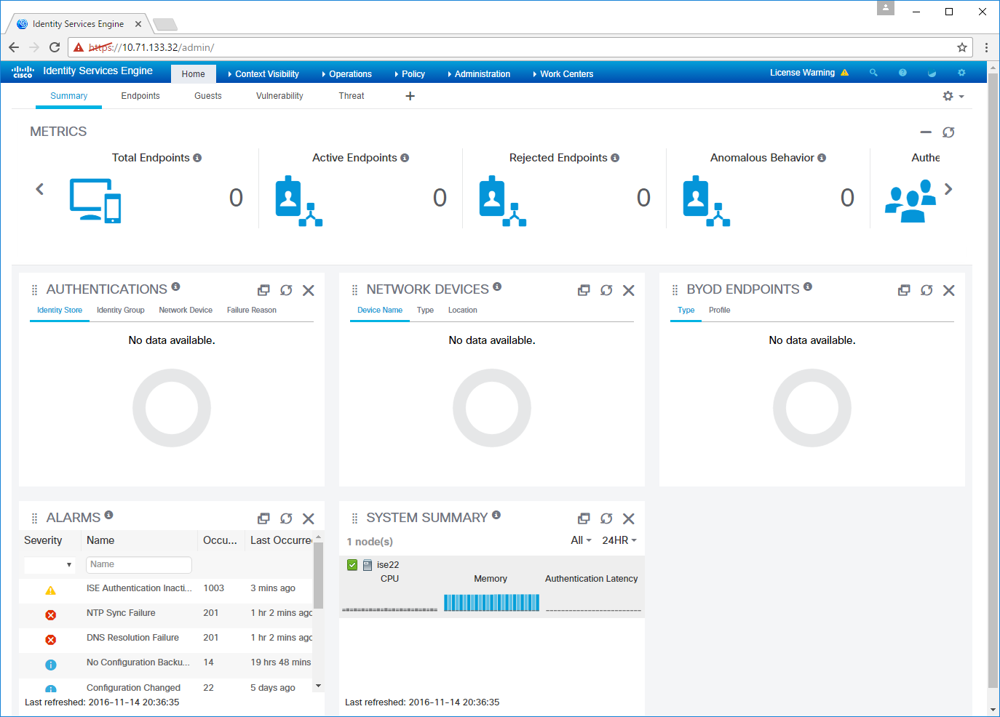 Identity Services Engine
https://10.71.133.32/admin/
CISCO Identity Services Engine Home Context Visibility Operations Policy Administration Work Centers License Warning
Summary Endpoints Guests Vulnerability Threat
METRICS
Total Endpoints Active Endpoints Rejected Endpoints Anomalous Behavior Authe
0 0 0 0
AUTHENTICATIONS
Identity Store Identity Group Network Device Failure Reason
No data available.
NETWORK DEVICES
Device Name Type Location
No data available.
BYOD ENDPOINTS
Type Profile
No data available.
ALARMS
Severity Name Occu... Last Occurre
Name
ISE Authentication Inacti... 1003 3 mins ago
NTP Sync Failure 201 1 hr 2 mins ago
DNS Resolution Failure 201 1 hr 2 mins ago
No Configuration Backu... 14 19 hrs 48 mins
Configuration Changed 22 5 days ago
Last refreshed: 2016-11-14 20:36:35
SYSTEM SUMMARY
1 node(s) All 24HR
ise22
CPU Memory Authentication Latency
Last refreshed: 2016-11-14 20:36:35